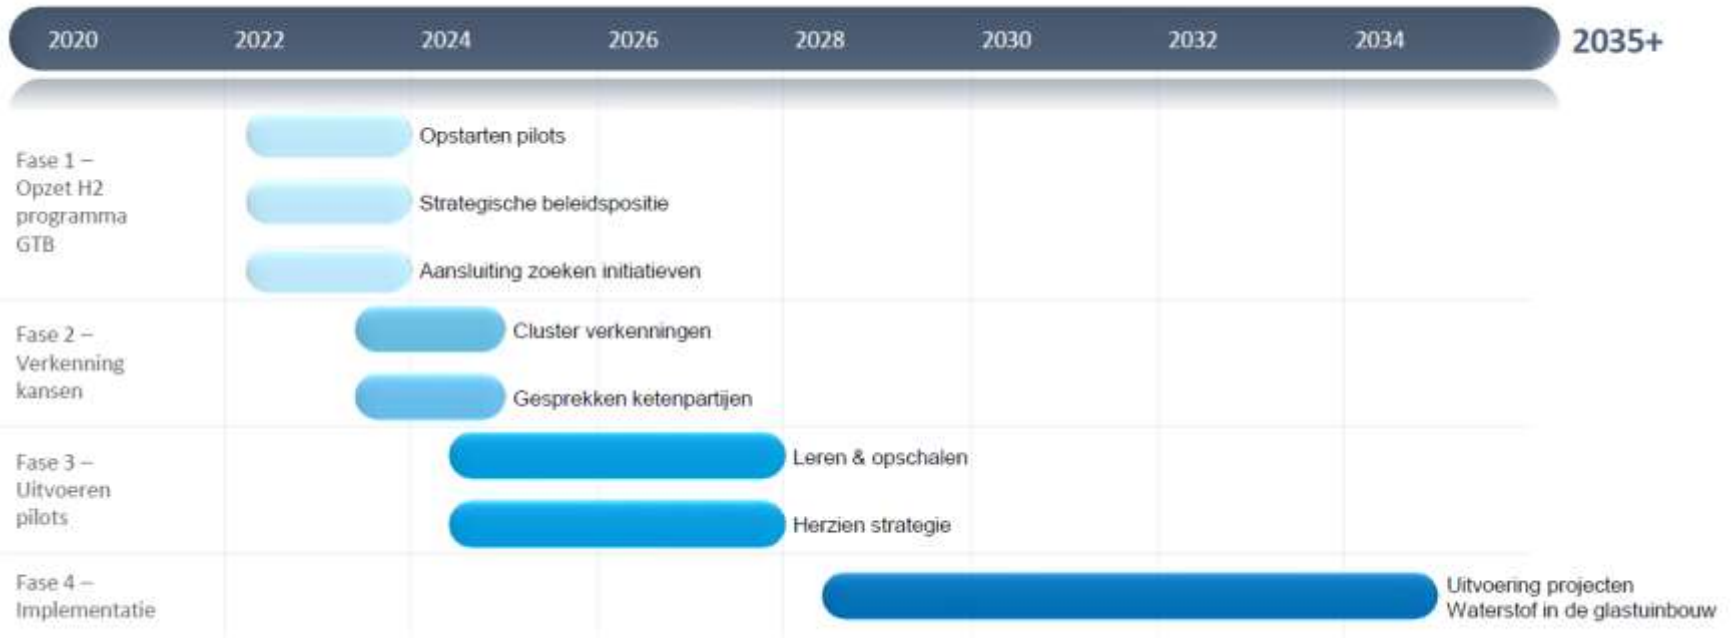 2020 2022 2024 2026 2028 2030 2032 2034 2035+
Fase 1 –
Opzet H2
programma
GTB
Opstarten pilots
Strategische beleidspositie
Aansluiting zoeken initiatieven
Fase 2 –
Verkenning
kansen
Cluster verkenningen
Gesprekken ketenpartijen
Fase 3 –
Uitvoeren
pilots
Leren & opschalen
Herzien strategie
Fase 4 –
Implementatie
Uitvoering projecten
Waterstof in de glastuinbouw